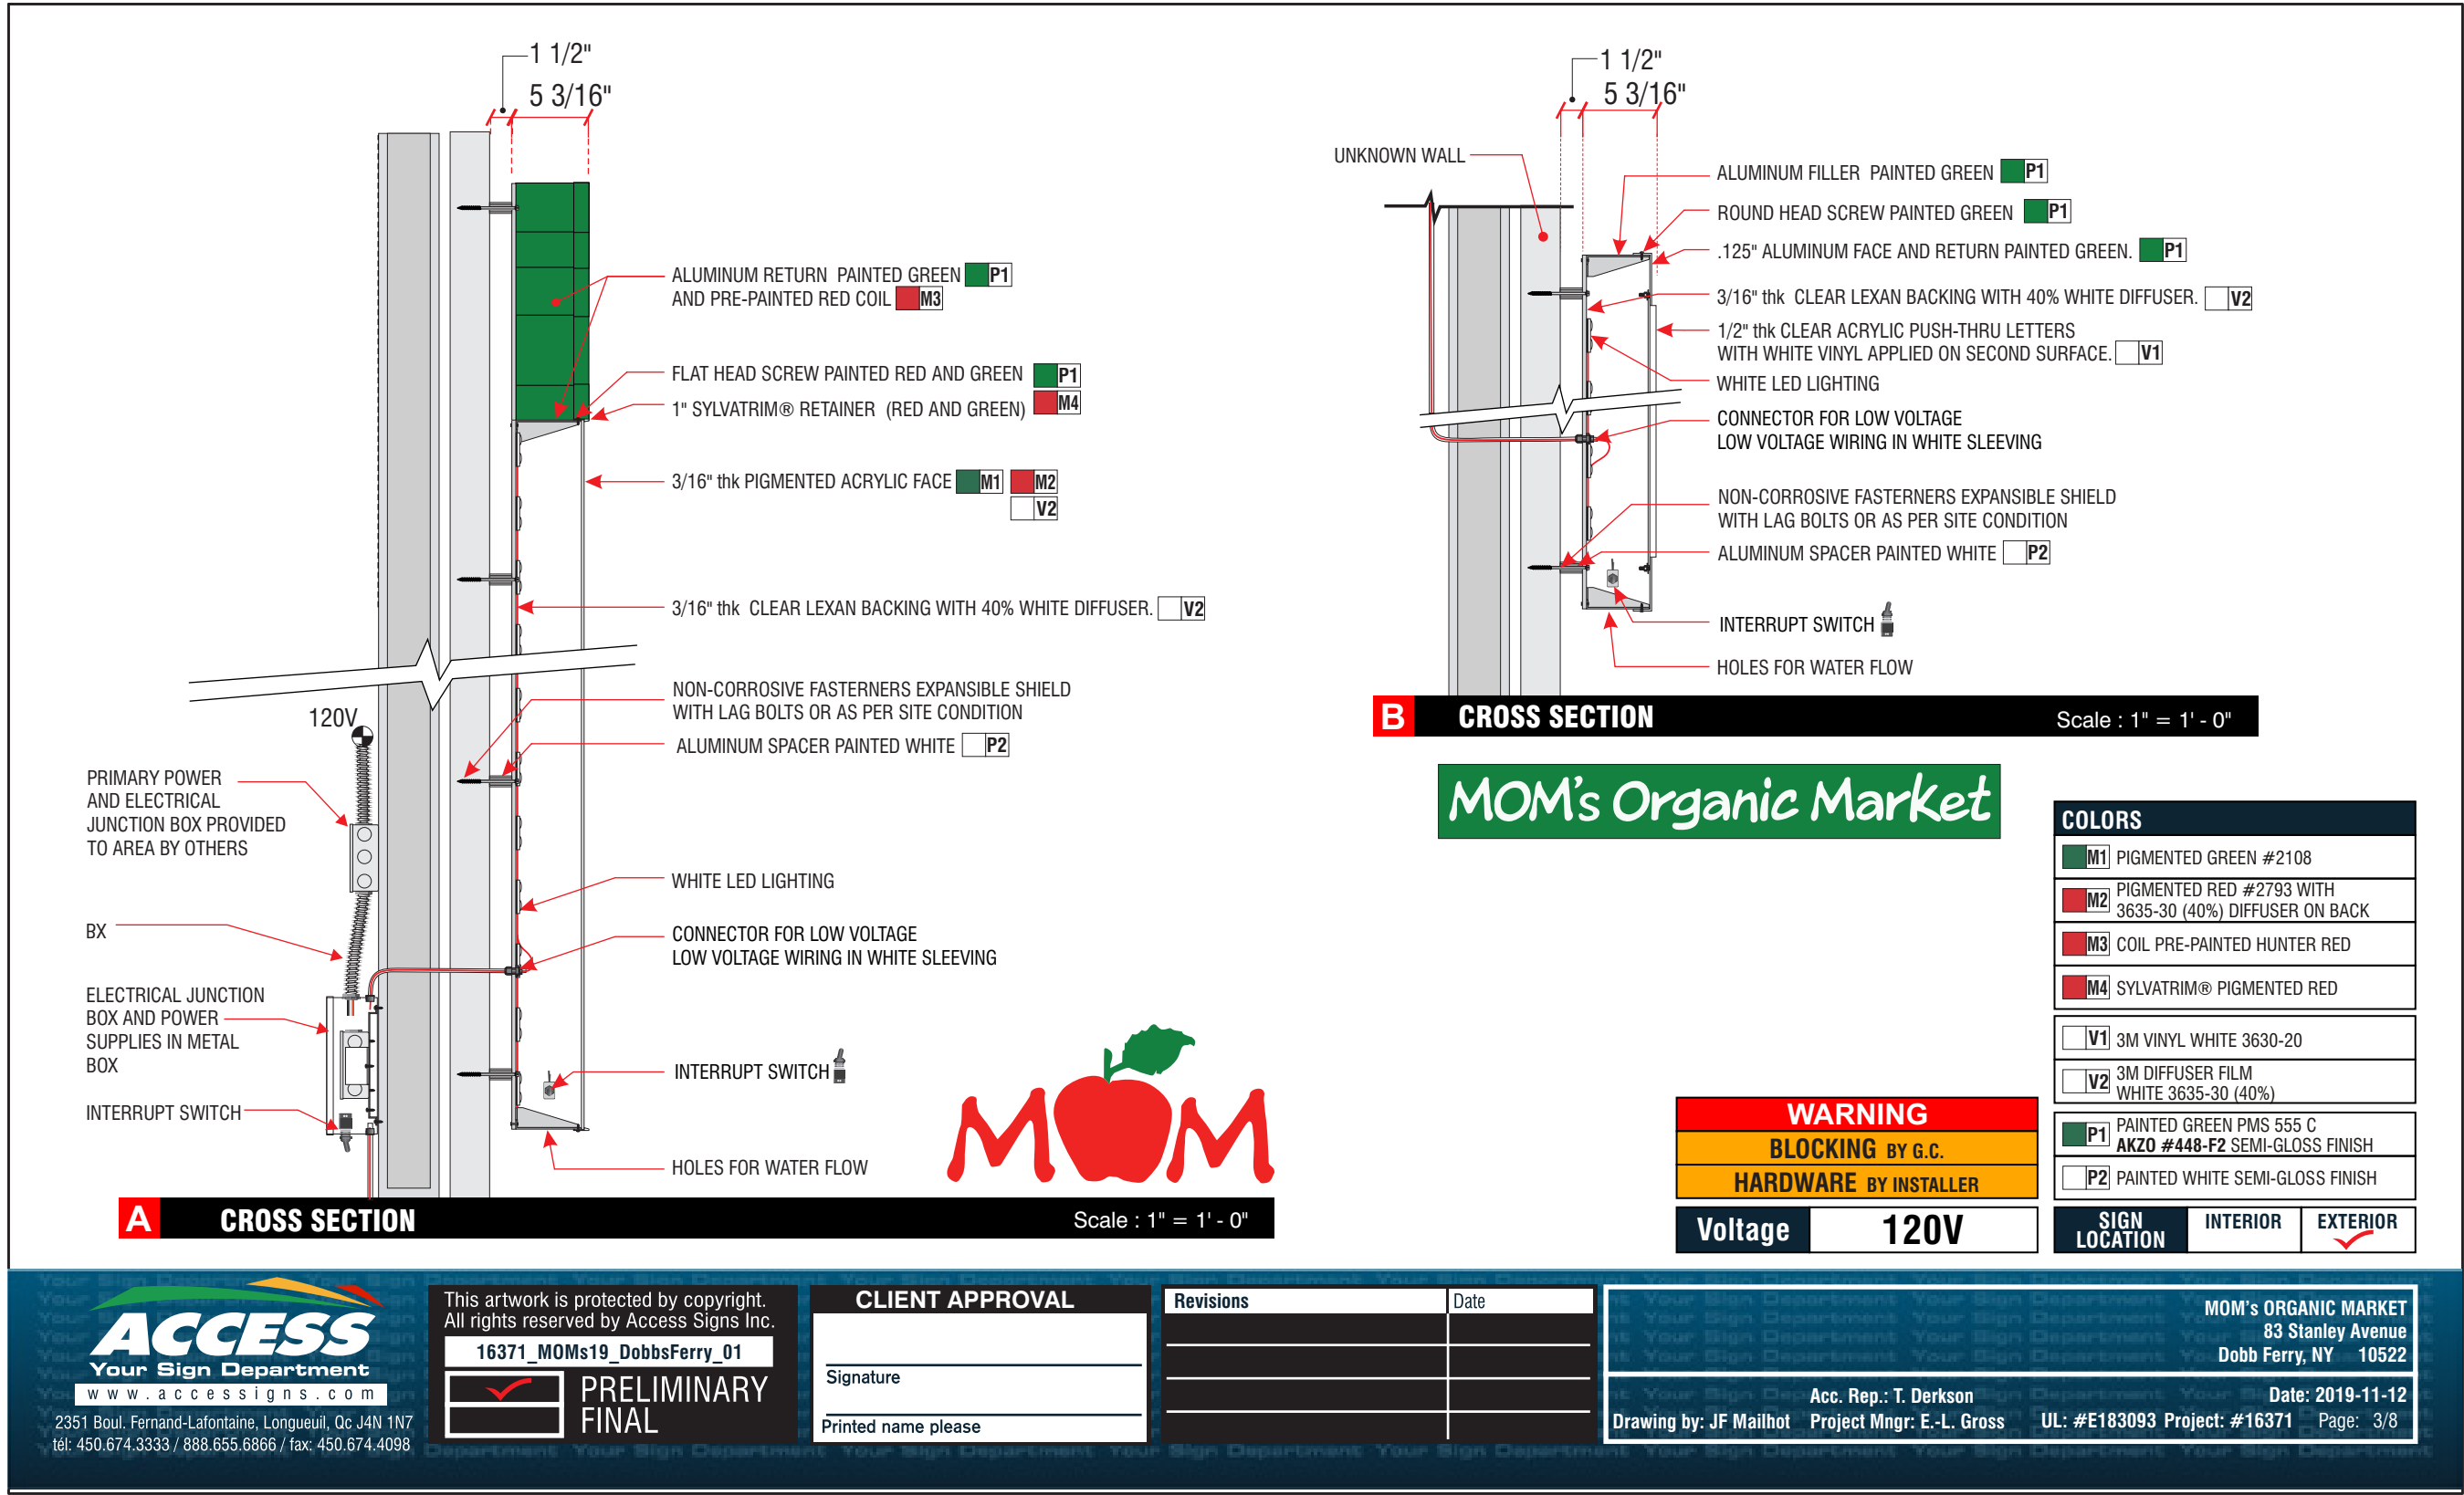 1 1/2"
5 3/16"
ALUMINUM RETURN PAINTED GREEN P1
AND PRE-PAINTED RED COIL M3
FLAT HEAD SCREW PAINTED RED AND GREEN P1
1" SYLVATRIM® RETAINER (RED AND GREEN) M4
3/16" thk PIGMENTED ACRYLIC FACE M1 M2
V2
3/16" thk CLEAR LEXAN BACKING WITH 40% WHITE DIFFUSER. V2
NON-CORROSIVE FASTERNERS EXPANSIBLE SHIELD
WITH LAG BOLTS OR AS PER SITE CONDITION
ALUMINUM SPACER PAINTED WHITE P2
120V
PRIMARY POWER
AND ELECTRICAL
JUNCTION BOX PROVIDED
TO AREA BY OTHERS
BX
ELECTRICAL JUNCTION
BOX AND POWER
SUPPLIES IN METAL
BOX
INTERRUPT SWITCH
WHITE LED LIGHTING
CONNECTOR FOR LOW VOLTAGE
LOW VOLTAGE WIRING IN WHITE SLEEVING
INTERRUPT SWITCH
HOLES FOR WATER FLOW
MOM
A CROSS SECTION Scale : 1" = 1' - 0"
1 1/2"
5 3/16"
UNKNOWN WALL
ALUMINUM FILLER PAINTED GREEN P1
ROUND HEAD SCREW PAINTED GREEN P1
.125" ALUMINUM FACE AND RETURN PAINTED GREEN. P1
3/16" thk CLEAR LEXAN BACKING WITH 40% WHITE DIFFUSER. V2
1/2" thk CLEAR ACRYLIC PUSH-THRU LETTERS
WITH WHITE VINYL APPLIED ON SECOND SURFACE. V1
WHITE LED LIGHTING
CONNECTOR FOR LOW VOLTAGE
LOW VOLTAGE WIRING IN WHITE SLEEVING
NON-CORROSIVE FASTERNERS EXPANSIBLE SHIELD
WITH LAG BOLTS OR AS PER SITE CONDITION
ALUMINUM SPACER PAINTED WHITE P2
INTERRUPT SWITCH
HOLES FOR WATER FLOW
B CROSS SECTION Scale : 1" = 1' - 0"
MOM's Organic Market
COLORS
M1 PIGMENTED GREEN #2108
M2 PIGMENTED RED #2793 WITH
3635-30 (40%) DIFFUSER ON BACK
M3 COIL PRE-PAINTED HUNTER RED
M4 SYLVATRIM® PIGMENTED RED
V1 3M VINYL WHITE 3630-20
V2 3M DIFFUSER FILM
WHITE 3635-30 (40%)
P1 PAINTED GREEN PMS 555 C
AKZO #448-F2 SEMI-GLOSS FINISH
P2 PAINTED WHITE SEMI-GLOSS FINISH
WARNING
BLOCKING BY G.C.
HARDWARE BY INSTALLER
Voltage 120V
SIGN
LOCATION
INTERIOR
EXTERIOR
ACCESS
Your Sign Department
www.accessigns.com
2351 Boul. Fernand-Lafontaine, Longueuil, Qc J4N 1N7
tél: 450.674.3333 / 888.655.6866 / fax: 450.674.4098
This artwork is protected by copyright.
All rights reserved by Access Signs Inc.
16371_MOMs19_DobbsFerry_01
PRELIMINARY
FINAL
CLIENT APPROVAL
Signature
Printed name please
Revisions Date
MOM's ORGANIC MARKET
83 Stanley Avenue
Dobb Ferry, NY 10522
Acc. Rep.: T. Derkson Date: 2019-11-12
Drawing by: JF Mailhot Project Mngr: E.-L. Gross UL: #E183093 Project: #16371 Page: 3/8